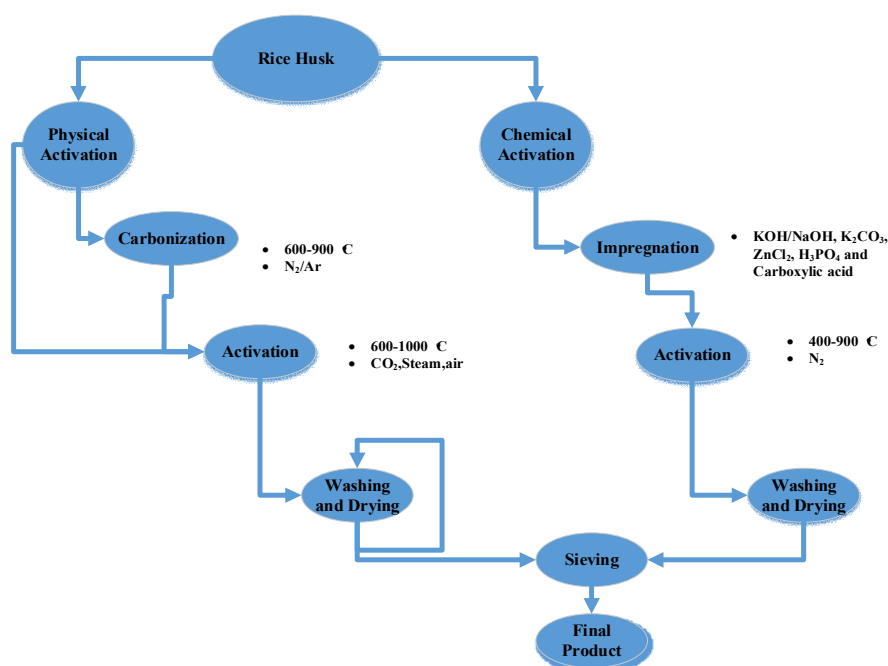 Rice Husk
Physical
Activation
Chemical
Activation
Carbonization
• 600-900 °C
• N₂/Ar
Impregnation
• KOH/NaOH, K₂CO₃,
ZnCl₂, H₃PO₄ and
Carboxylic acid
Activation
• 600-1000 °C
• CO₂,Steam,air
Activation
• 400-900 °C
• N₂
Washing
and Drying
Washing
and Drying
Sieving
Final
Product